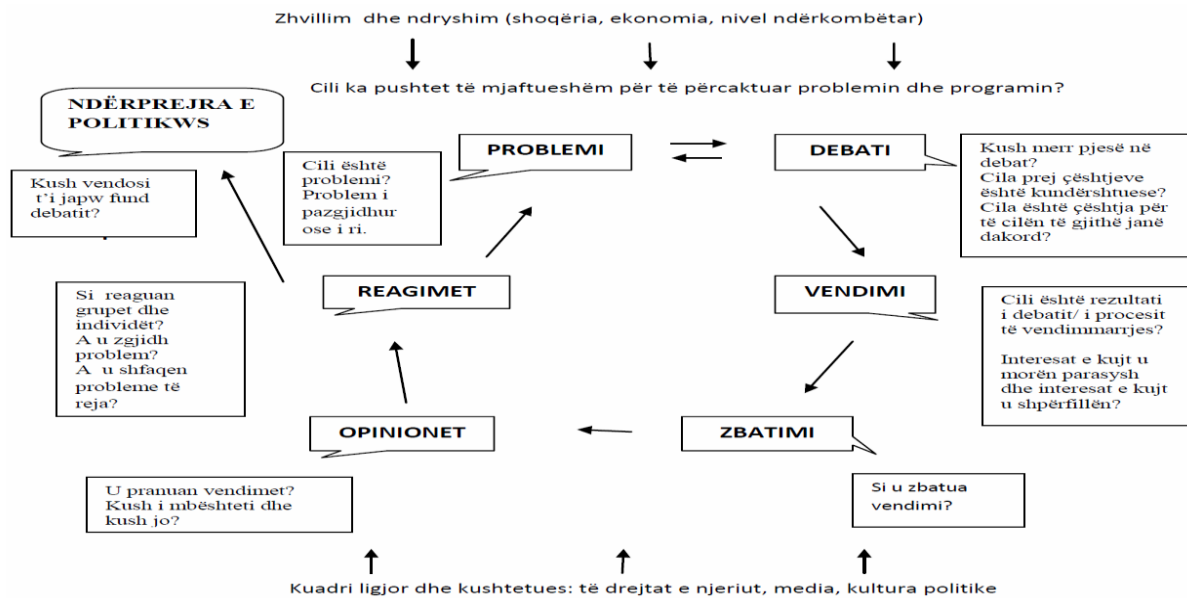 Zhvillim dhe ndryshim (shoqëria, ekonomia, nivel ndërkombëtar)
Cili ka pushtet të mjaftueshëm për të përcaktuar problemin dhe programin?
NDËRPREJRA E
POLITIKWS
Kush vendosi
t'i japw fund
debatit?
Cili është
problemi?
Problem i
pazgjidhur
ose i ri.
PROBLEMI
DEBATI
Kush merr pjesë në
debat?
Cila prej çështjeve
është kundërshtuese?
Cila është çështja për
të cilën të gjithë janë
dakord?
Si reaguan
grupet dhe
individët?
A u zgjidh
problem?
A u shfaqen
probleme të
reja?
REAGIMET
VENDIMI
Cili është rezultati
i debatit/ i procesit
të vendimmarrjes?
Interesat e kujt u
morën parasysh
dhe interesat e kujt
u shpërfillën?
OPINIONET
ZBATIMI
U pranuan vendimet?
Kush i mbështeti dhe
kush jo?
Si u zbatua
vendimi?
Kuadri ligjor dhe kushtetues: të drejtat e njeriut, media, kultura politike